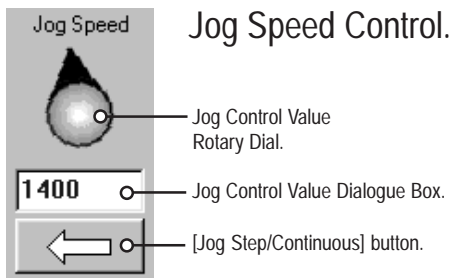 Jog Speed
Jog Speed Control.
Jog Control Value
Rotary Dial.
1400
Jog Control Value Dialogue Box.
[Jog Step/Continuous] button.